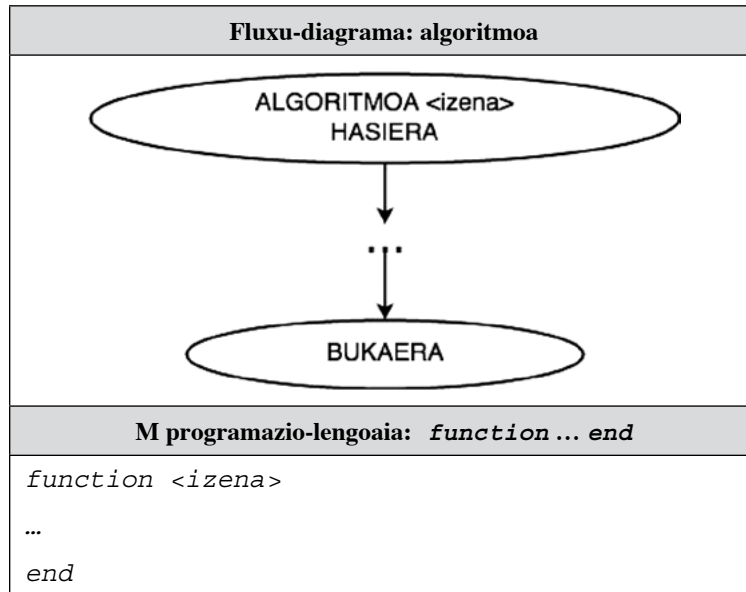 Fluxu-diagrama: algoritmoa
ALGORITMOA <izena>
HASIERA
...
BUKAERA
M programazio-lengoaia: function ... end
function <izena>
…
end